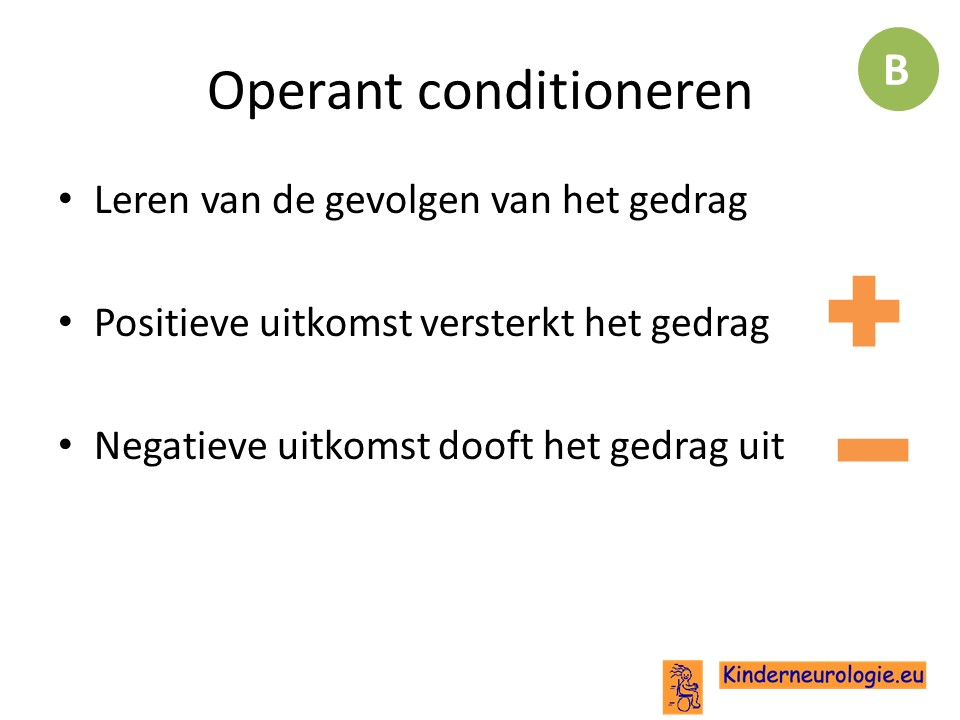 B
Operant conditioneren
• Leren van de gevolgen van het gedrag
• Positieve uitkomst versterkt het gedrag
• Negatieve uitkomst dooft het gedrag uit
Kinderneurologie.eu